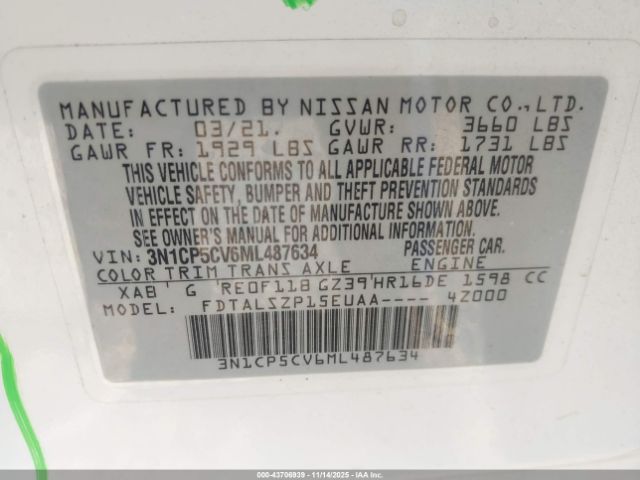 MANUFACTURED BY NISSAN MOTOR CO., LTD.
DATE: 03/21. GVWR: 3660 LBS
GAWR FR: 1929 LBS GAWR RR: 1731 LBS
THIS VEHICLE CONFORMS TO ALL APPLICABLE FEDERAL MOTOR
VEHICLE SAFETY, BUMPER AND THEFT PREVENTION STANDARDS
IN EFFECT ON THE DATE OF MANUFACTURE SHOWN ABOVE.
SEE OWNER'S MANUAL FOR ADDITIONAL INFORMATION.
VIN: 3N1CP5CV6ML487634 PASSENGER CAR.
COLOR TRIM TRANS AXLE ENGINE
XAB G RE0F11B GZ39 HR16DE 1598 CC
MODEL FDTALSZP15EUAA---- 4Z000
3N1CP5CV6ML487634
000-43706939 - 11/14/2025 - IAAI.com